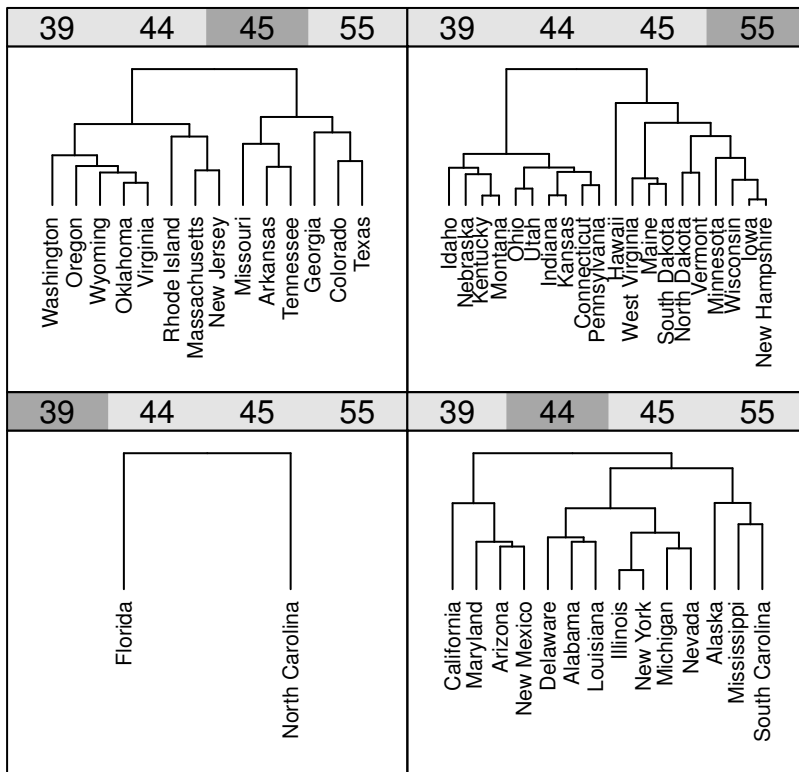 39 44 45 55
39 44 45 55
Washington
Oregon
Wyoming
Oklahoma
Virginia
Rhode Island
Massachusetts
New Jersey
Missouri
Arkansas
Tennessee
Georgia
Colorado
Texas
Idaho
Nebraska
Kentucky
Montana
Ohio
Utah
Indiana
Kansas
Connecticut
Pennsylvania
Hawaii
West Virginia
Maine
South Dakota
North Dakota
Vermont
Minnesota
Wisconsin
Iowa
New Hampshire
39 44 45 55
39 44 45 55
Florida
North Carolina
California
Maryland
Arizona
New Mexico
Delaware
Alabama
Louisiana
Illinois
New York
Michigan
Nevada
Alaska
Mississippi
South Carolina